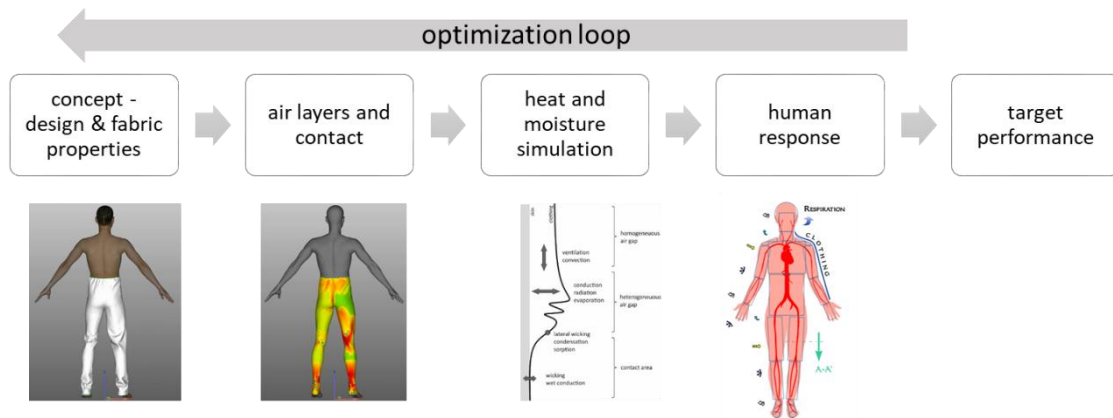 optimization loop
concept -
design & fabric
properties
air layers and
contact
heat and
moisture
simulation
human
response
target
performance
skin
clothing
homogeneous
air gap
ventilation
convection
conduction
radiation
evaporation
heterogeneous
air gap
lateral wicking
condensation
sorption
contact area
wicking
wet conduction
RESPIRATION
CLOTHING
A-A'